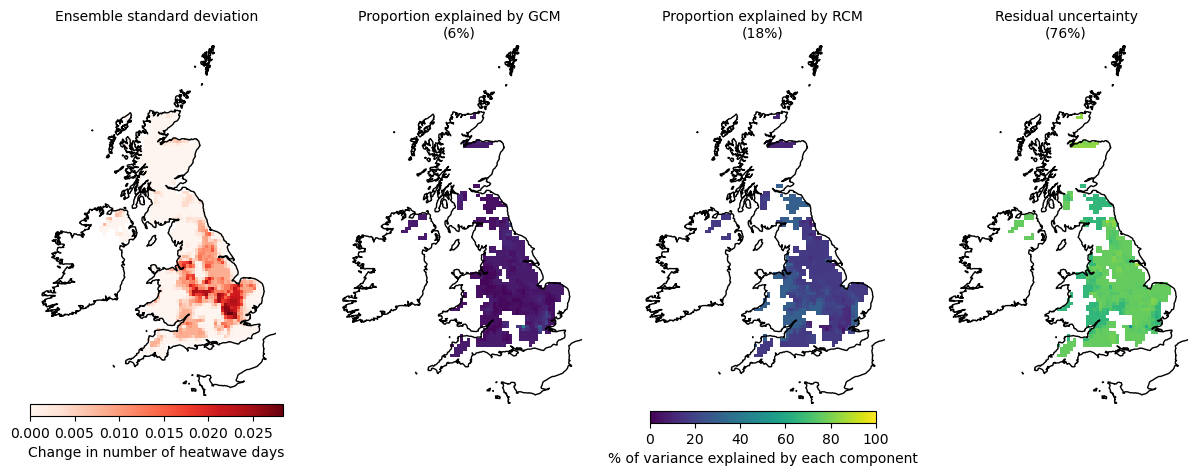 Ensemble standard deviation
Proportion explained by GCM
(6%)
Proportion explained by RCM
(18%)
Residual uncertainty
(76%)
0.000 0.005 0.010 0.015 0.020 0.025
Change in number of heatwave days
0 20 40 60 80 100
% of variance explained by each component